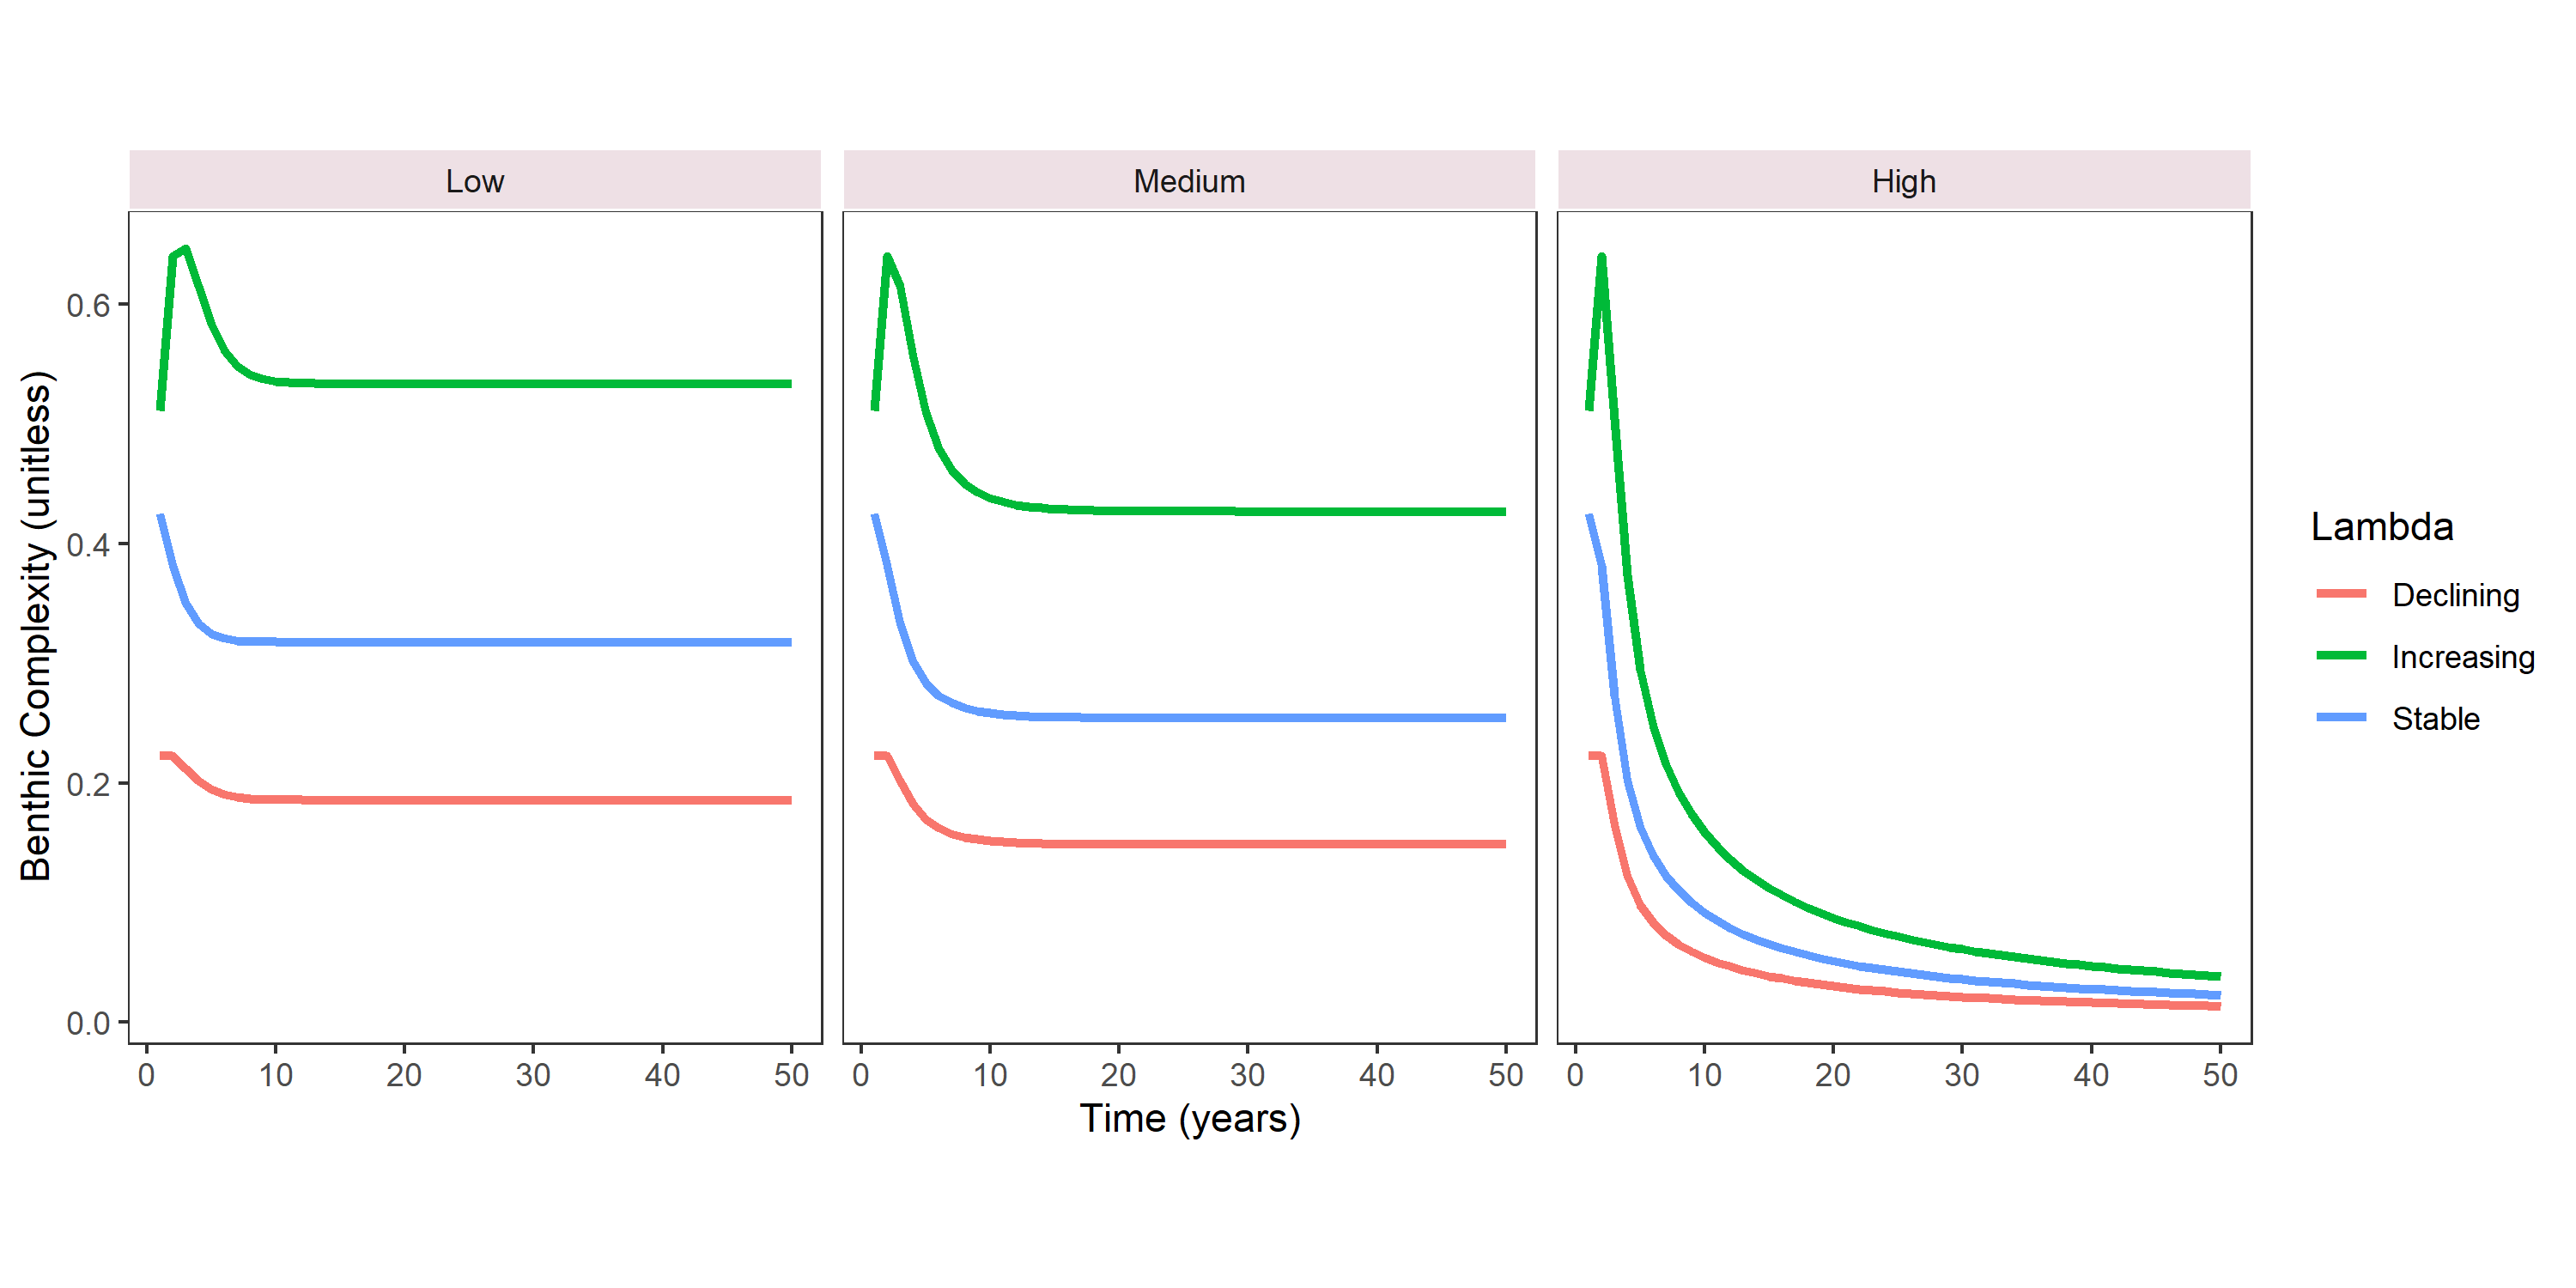 Low Medium High
Benthic Complexity (unitless)
0.6
0.4
0.2
0.0
0 10 20 30 40 50 0 10 20 30 40 50 0 10 20 30 40 50
Time (years)
Lambda
Declining
Increasing
Stable